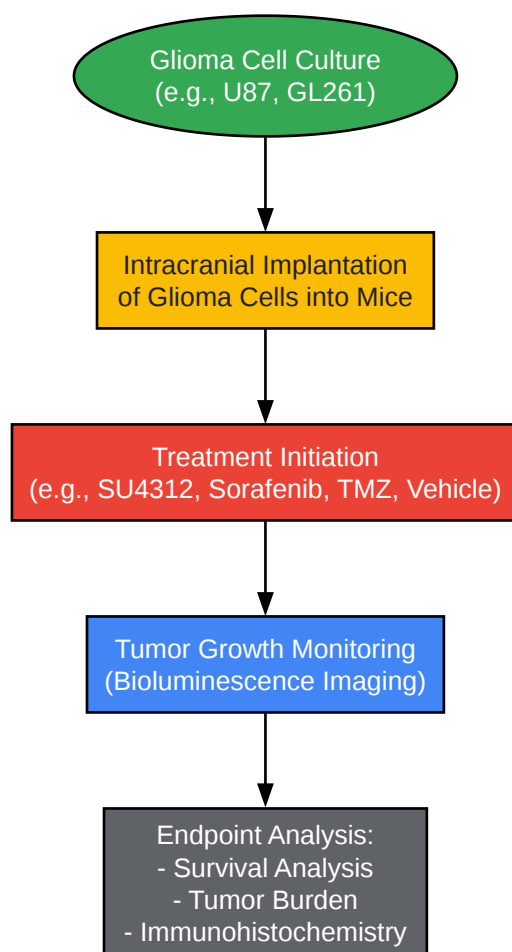 Glioma Cell Culture
(e.g., U87, GL261)
Intracranial Implantation
of Glioma Cells into Mice
Treatment Initiation
(e.g., SU4312, Sorafenib, TMZ, Vehicle)
Tumor Growth Monitoring
(Bioluminescence Imaging)
Endpoint Analysis:
- Survival Analysis
- Tumor Burden
- Immunohistochemistry